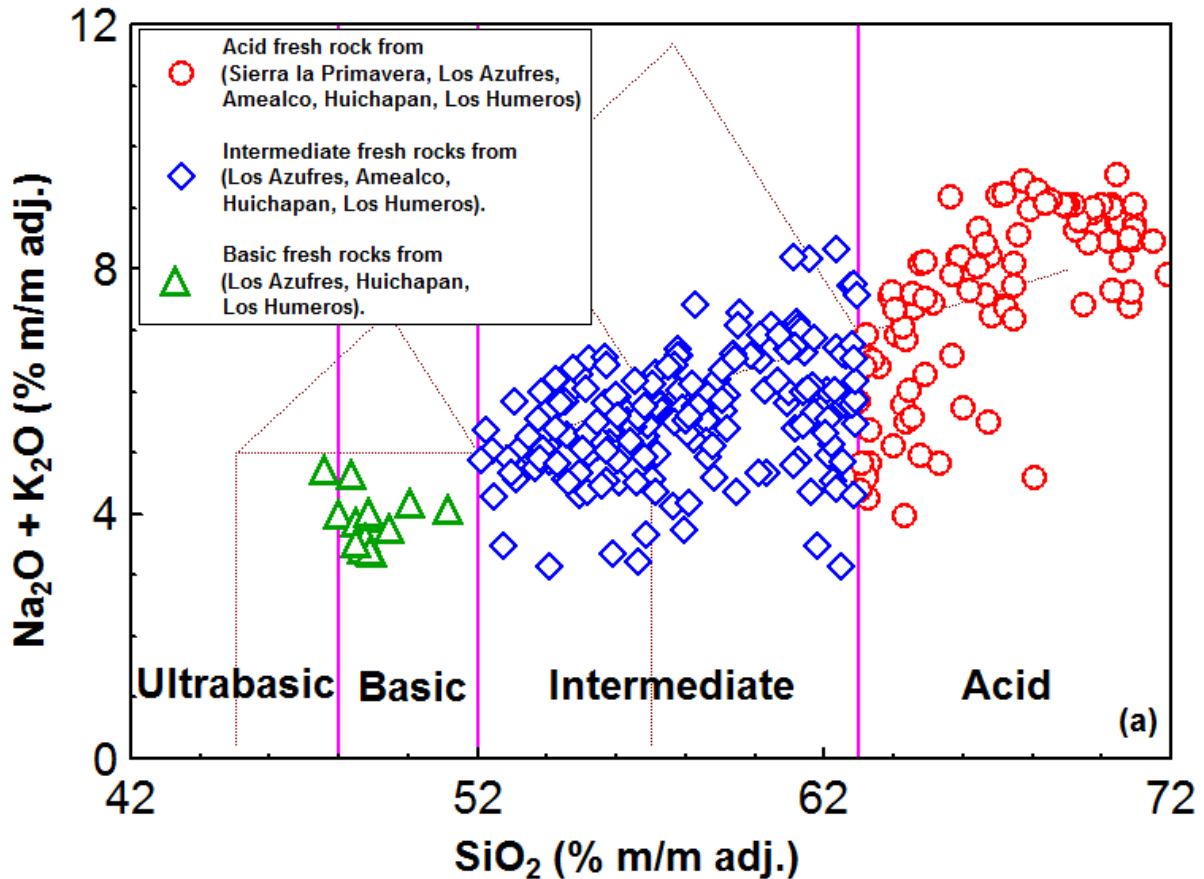 12
Acid fresh rock from
(Sierra la Primavera, Los Azufres,
Amealco, Huichapan, Los Humeros)
Intermediate fresh rocks from
(Los Azufres, Amealco,
Huichapan, Los Humeros).
Basic fresh rocks from
(Los Azufres, Huichapan,
Los Humeros).
Na₂O + K₂O (% m/m adj.)
8
4
0
Ultrabasic Basic Intermediate Acid
(a)
42 52 62 72
SiO₂ (% m/m adj.)